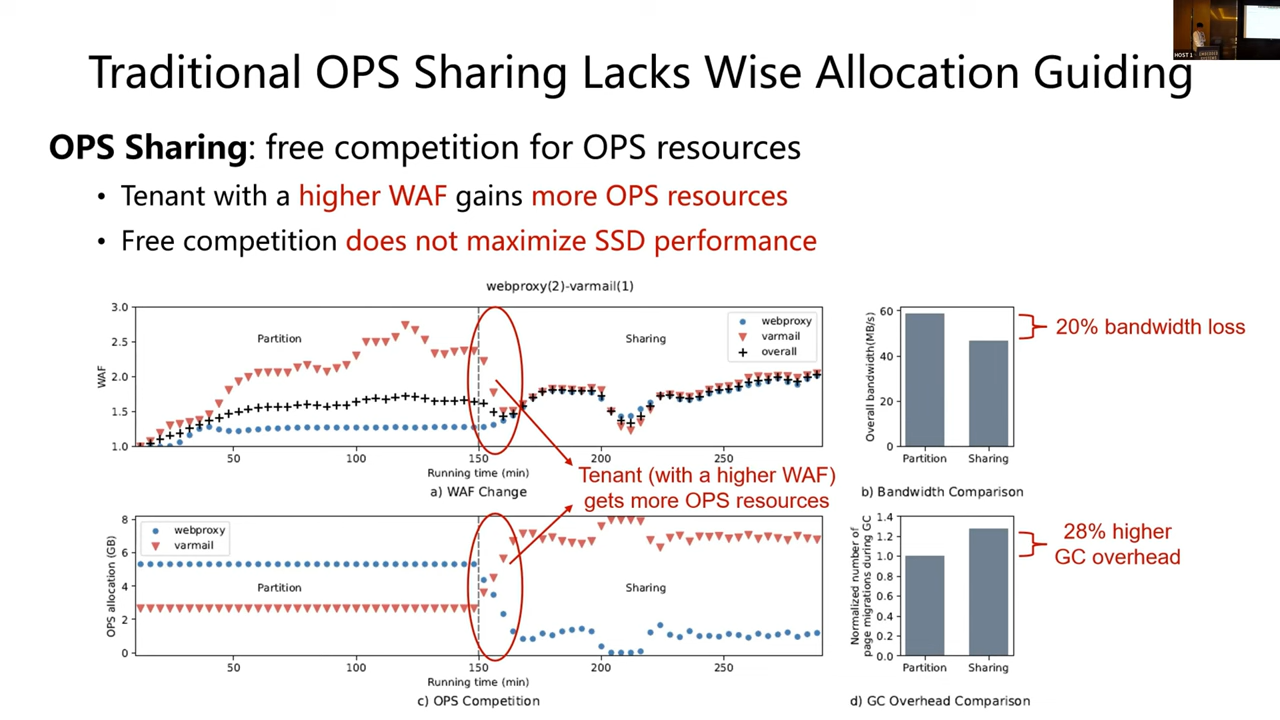 HOST 1
Traditional OPS Sharing Lacks Wise Allocation Guiding
OPS Sharing: free competition for OPS resources
• Tenant with a higher WAF gains more OPS resources
• Free competition does not maximize SSD performance
webproxy(2)-varmail(1)
3.0
2.5
2.0
1.5
1.0
WAF
Partition
Sharing
webproxy
varmail
overall
50
100
150
200
250
Running time (min)
a) WAF Change
60
40
20
0
Overall bandwidth(MB/s)
Partition
Sharing
b) Bandwidth Comparison
20% bandwidth loss
Tenant (with a higher WAF)
gets more OPS resources
8
6
4
2
0
OPS allocation (GB)
webproxy
varmail
Partition
Sharing
50
100
150
200
250
Running time (min)
c) OPS Competition
1.4
1.2
1.0
0.8
0.6
0.4
0.2
0.0
Normalized number of
page migrations during GC
Partition
Sharing
d) GC Overhead Comparison
28% higher
GC overhead